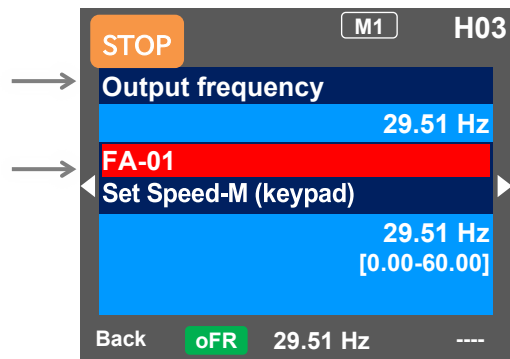 STOP M1 H03
Output frequency
29.51 Hz
FA-01
Set Speed-M (keypad)
29.51 Hz
[0.00-60.00]
Back oFR 29.51 Hz ----